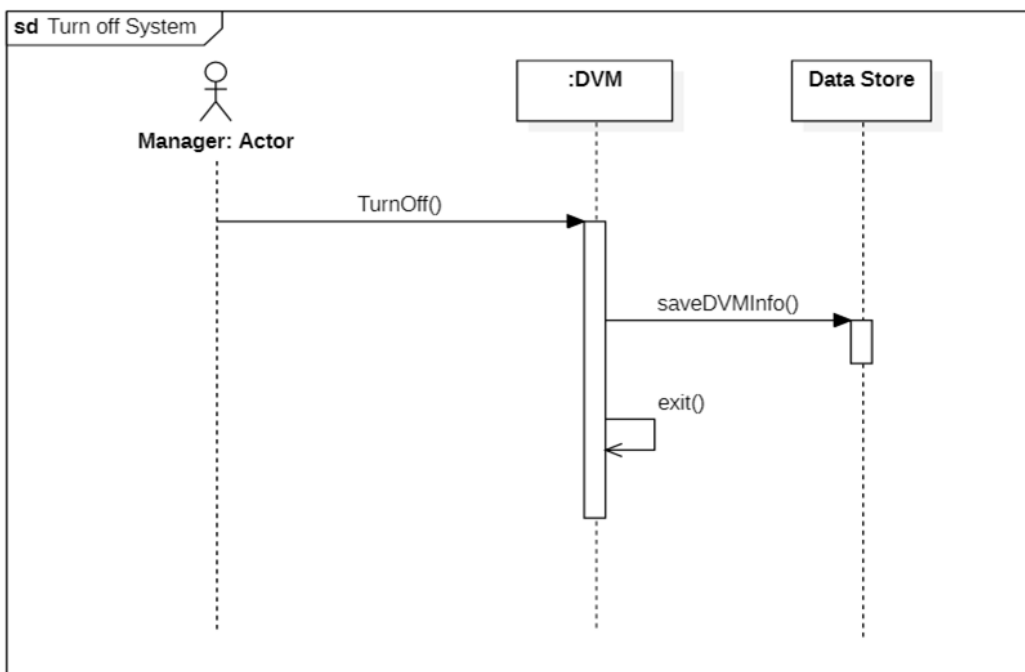 sd Turn off System
Manager: Actor
:DVM
Data Store
TurnOff()
saveDVMInfo()
exit()